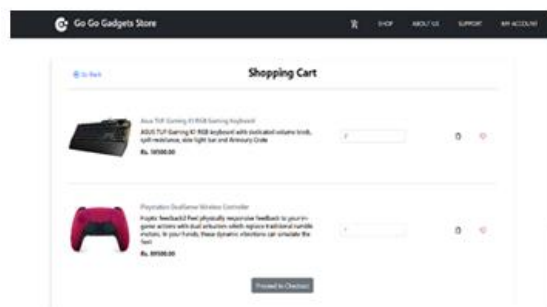 Go Go Gadgets Store
SHOP
ABOUT US
SUPPORT
MY ACCOUNT
Go Back
Shopping Cart
Asus TUF Gaming K1 RGB Gaming Keyboard
ASUS TUF Gaming K1 RGB keyboard with dedicated volume knob,
spill-resistance, side light bar and Armoury Crate
Rs.
Playstation DualSense Wireless Controller
Haptic feedback2 Feel physically responsive feedback to your in-
game actions with dual actuators which replace traditional rumble
motors. In your hands, these dynamic vibrations can simulate the
feel
Rs.
Proceed to Checkout